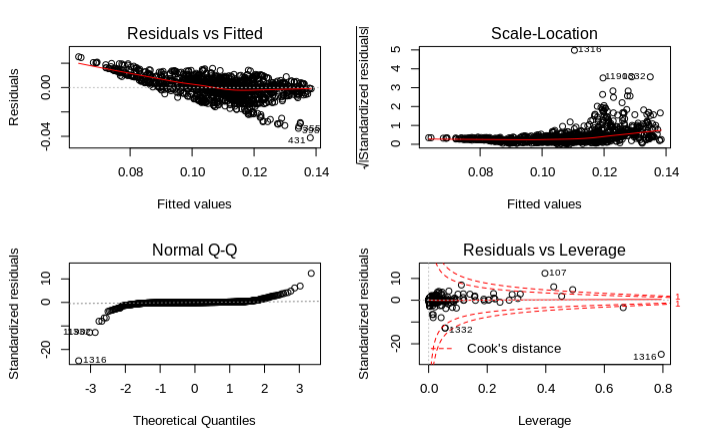 Residuals vs Fitted
Residuals
0.00
-0.04
358
431
0.08 0.10 0.12 0.14
Fitted values
Scale-Location
√|Standardized residuals|
5
4
3
2
1
0
1316
1332
0.08 0.10 0.12 0.14
Fitted values
Normal Q-Q
Standardized residuals
10
0
-20
1316
-3 -2 -1 0 1 2 3
Theoretical Quantiles
Residuals vs Leverage
Standardized residuals
10
0
-20
107
1332
1316
Cook's distance
1
1
0.0 0.2 0.4 0.6 0.8
Leverage